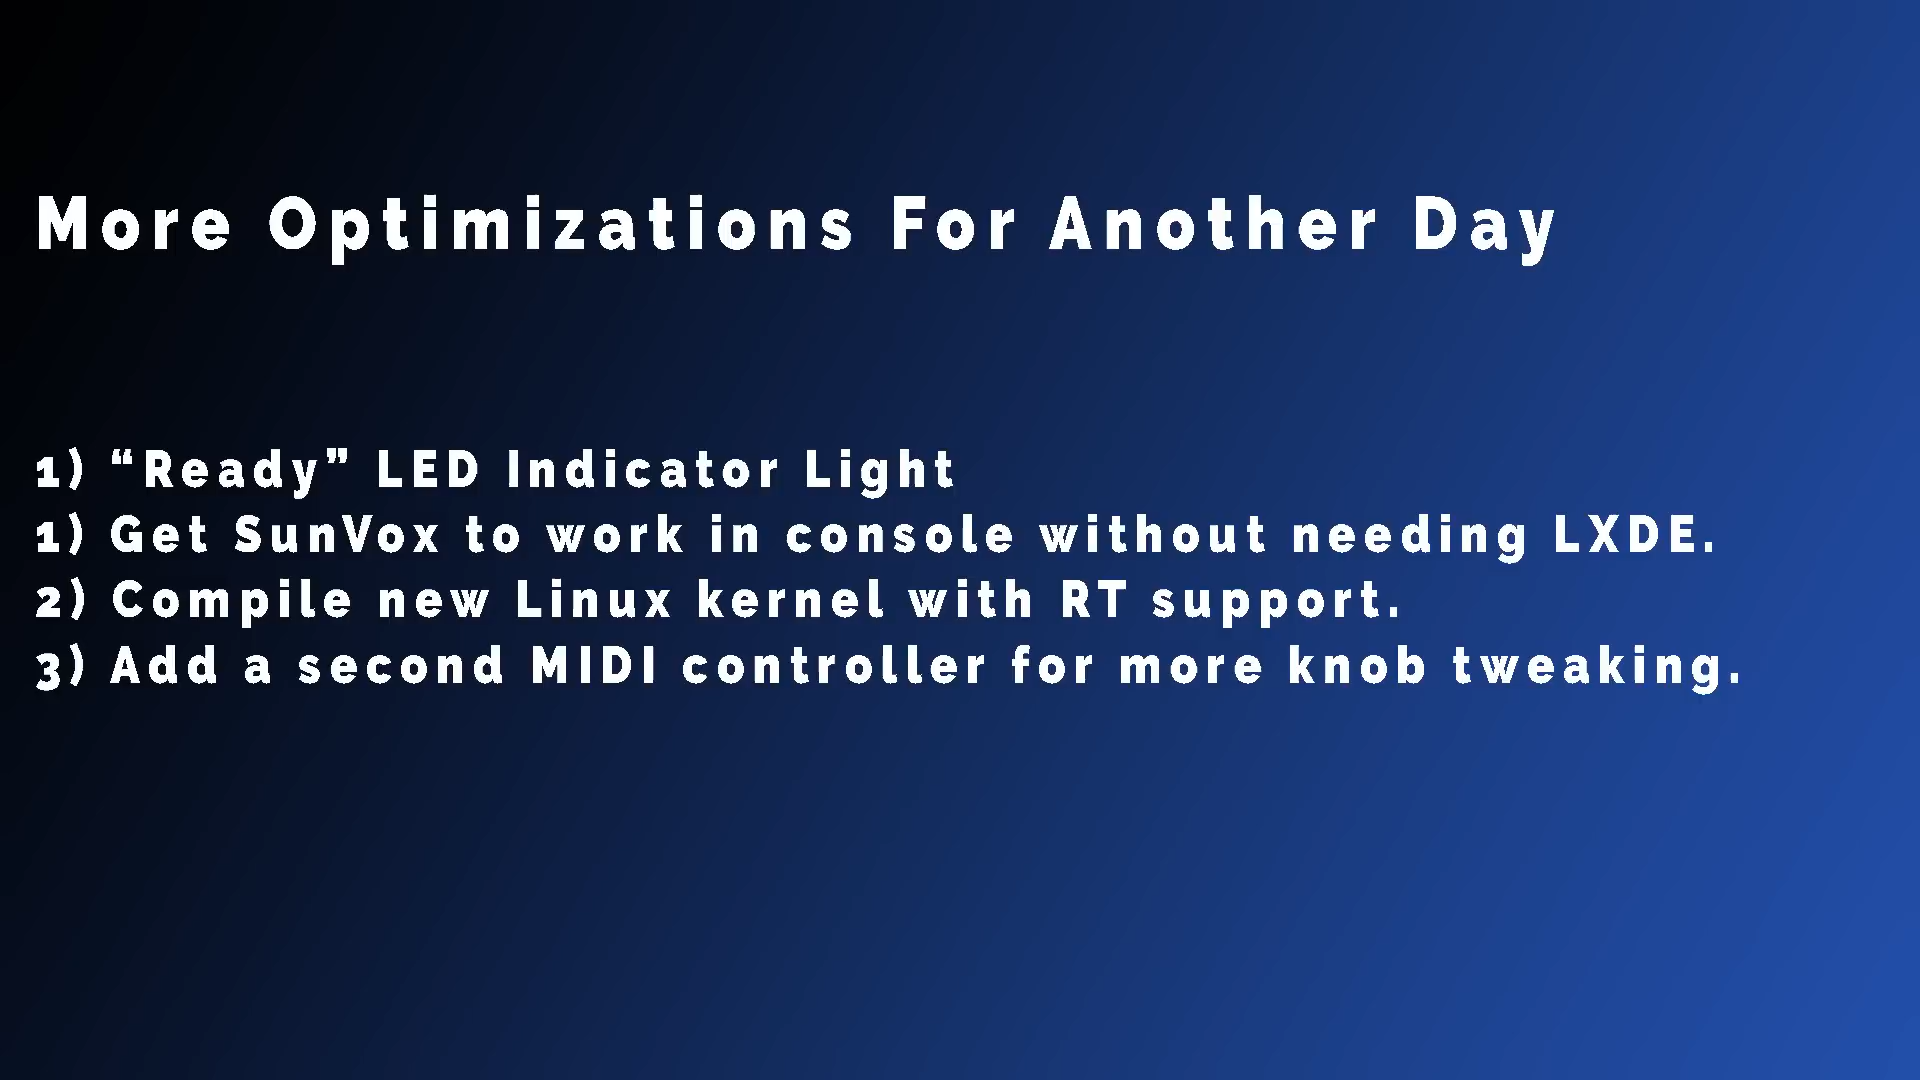 More Optimizations For Another Day
1) “Ready” LED Indicator Light
1) Get SunVox to work in console without needing LXDE.
2) Compile new Linux kernel with RT support.
3) Add a second MIDI controller for more knob tweaking.